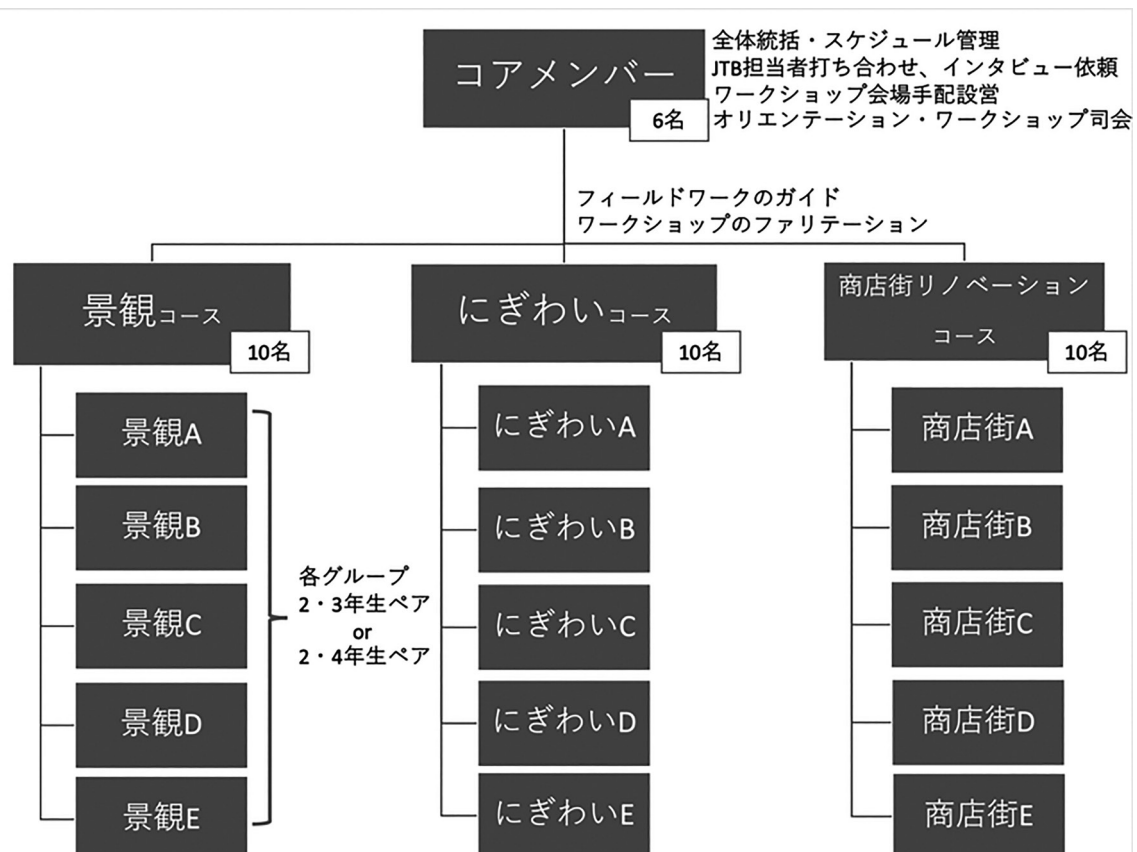 コアメンバー
6名
全体統括・スケジュール管理
JTB担当者打ち合わせ、インタビュー依頼
ワークショップ会場手配設営
オリエンテーション・ワークショップ司会
フィールドワークのガイド
ワークショップのファリテーション
景観コース
10名
にぎわいコース
10名
商店街リノベーション
コース
10名
景観A
景観B
景観C
景観D
景観E
各グループ
2・3年生ペア
or
2・4年生ペア
にぎわいA
にぎわいB
にぎわいC
にぎわいD
にぎわいE
商店街A
商店街B
商店街C
商店街D
商店街E